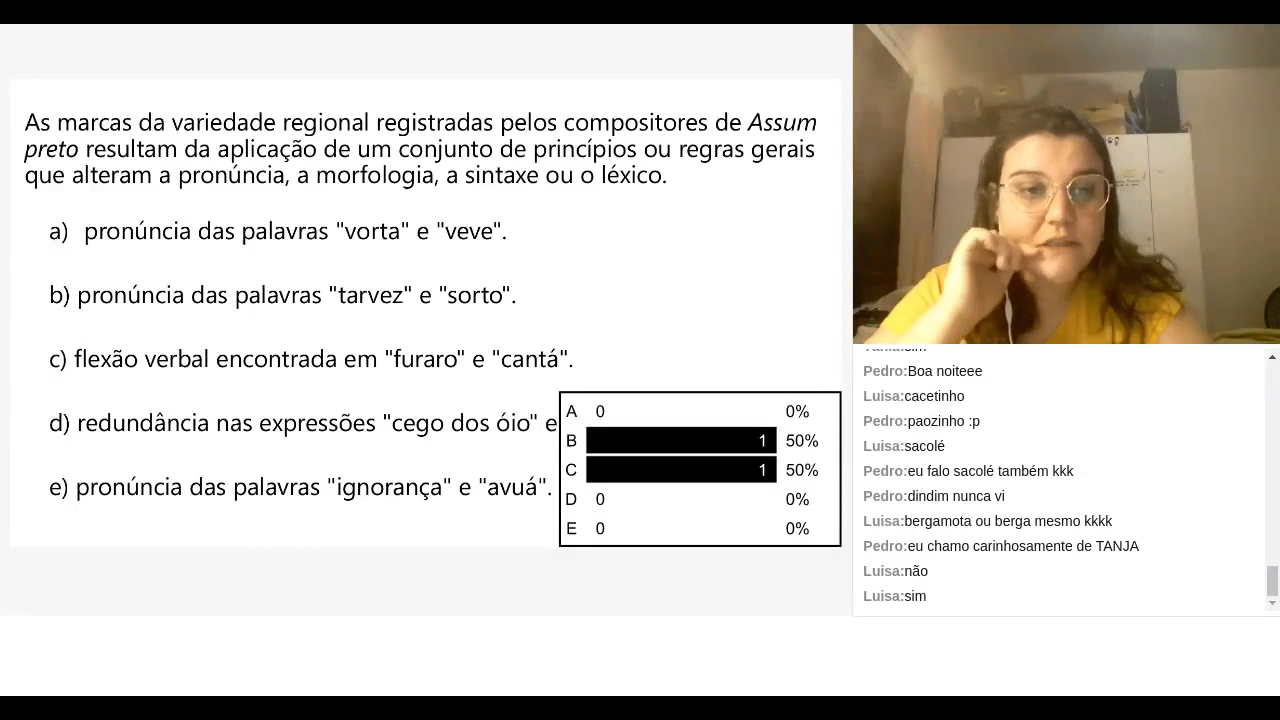 As marcas da variedade regional registradas pelos compositores de Assum
preto resultam da aplicação de um conjunto de princípios ou regras gerais
que alteram a pronúncia, a morfologia, a sintaxe ou o léxico.
a) pronúncia das palavras "vorta" e "veve".
b) pronúncia das palavras "tarvez" e "sorto".
c) flexão verbal encontrada em "furaro" e "cantá".
d) redundância nas expressões "cego dos óio" e
e) pronúncia das palavras "ignorança" e "avuá".
A 0 0%
B 1 50%
C 1 50%
D 0 0%
E 0 0%
Pedro:Boa noiteee
Luisa:cacetinho
Pedro:paozinho :p
Luisa:sacolé
Pedro:eu falo sacolé também kkk
Pedro:dindim nunca vi
Luisa:bergamota ou berga mesmo kkkk
Pedro:eu chamo carinhosamente de TANJA
Luisa:não
Luisa:sim